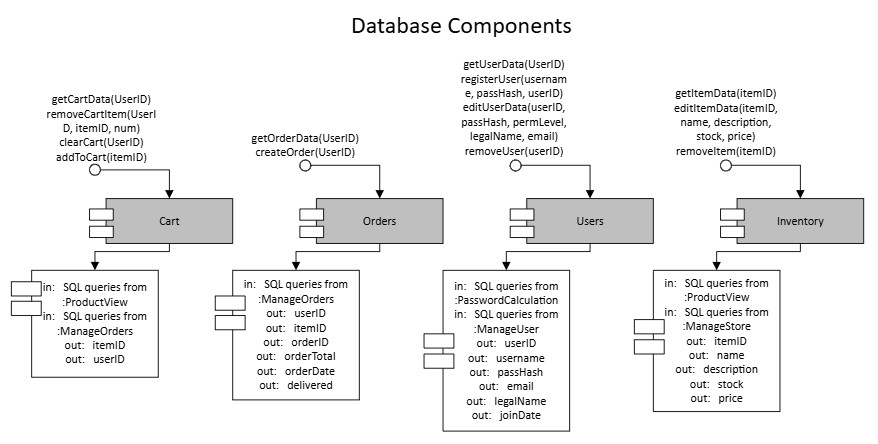 Database Components
getCartData(UserID)
removeCartItem(UserI
D, itemID, num)
clearCart(UserID)
addToCart(itemID)
getOrderData(UserID)
createOrder(UserID)
getUserData(UserID)
registerUser(usernam
e, passHash, userID)
editUserData(userID,
passHash, permLevel,
legalName, email)
removeUser(userID)
getItemData(itemID)
editItemData(itemID,
name, description,
stock, price)
removeItem(itemID)
Cart
Orders
Users
Inventory
in: SQL queries from
:ProductView
in: SQL queries from
:ManageOrders
out: itemID
out: userID
in: SQL queries from
:ManageOrders
out: userID
out: itemID
out: orderID
out: orderTotal
out: orderDate
out: delivered
in: SQL queries from
:PasswordCalculation
in: SQL queries from
:ManageUser
out: userID
out: username
out: passHash
out: email
out: legalName
out: joinDate
in: SQL queries from
:ProductView
in: SQL queries from
:ManageStore
out: itemID
out: name
out: description
out: stock
out: price